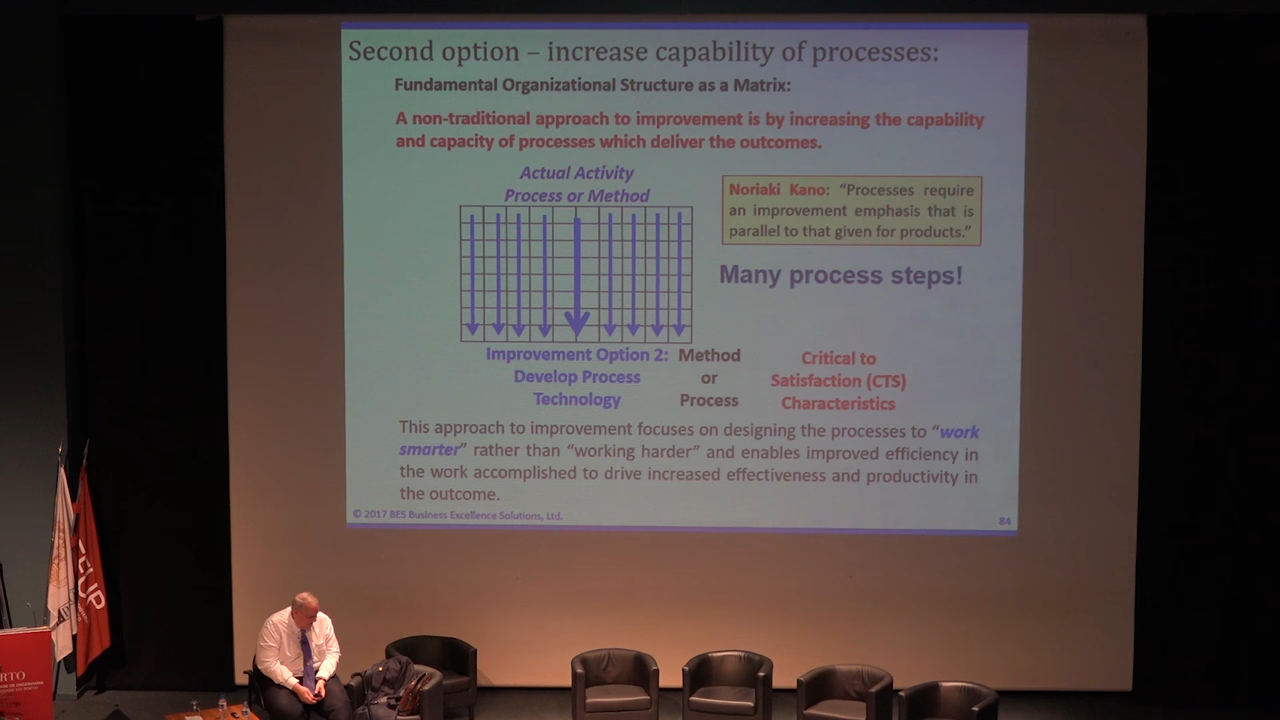 Second option – increase capability of processes:
Fundamental Organizational Structure as a Matrix:
A non-traditional approach to improvement is by increasing the capability
and capacity of processes which deliver the outcomes.
Actual Activity
Process or Method
Noriaki Kano: “Processes require
an improvement emphasis that is
parallel to that given for products.”
Many process steps!
Improvement Option 2:
Develop Process
Technology
Method
or
Process
Critical to
Satisfaction (CTS)
Characteristics
This approach to improvement focuses on designing the processes to “work
smarter” rather than “working harder” and enables improved efficiency in
the work accomplished to drive increased effectiveness and productivity in
the outcome.
© 2017 BES Business Excellence Solutions, Ltd.
84